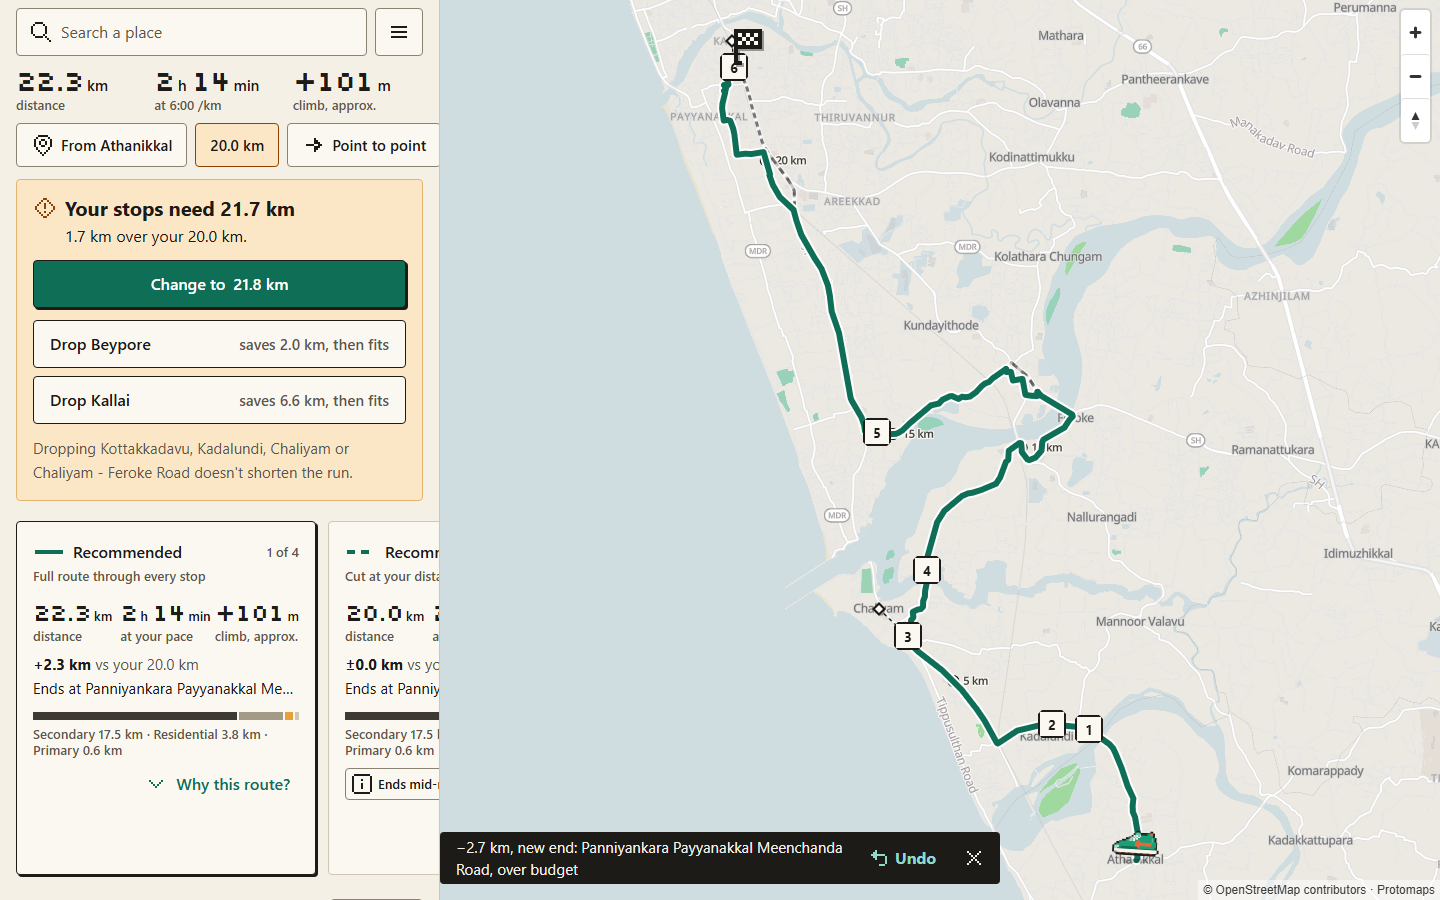 Search a place
22.3 km
distance
2 h 14 min
at 6:00 /km
+101 m
climb, approx.
From Athanikkal
20.0 km
Point to point
Your stops need 21.7 km
1.7 km over your 20.0 km.
Change to 21.8 km
Drop Beypore saves 2.0 km, then fits
Drop Kallai saves 6.6 km, then fits
Dropping Kottakkadavu, Kadalundi, Chaliyam or
Chaliyam - Feroke Road doesn't shorten the run.
Recommended 1 of 4
Full route through every stop
22.3 km
distance
2 h 14 min
at your pace
+101 m
climb, approx.
+2.3 km vs your 20.0 km
Ends at Panniyankara Payyanakkal Me...
Secondary 17.5 km · Residential 3.8 km ·
Primary 0.6 km
Why this route?
Recomm
Cut at your dista
20.0 km
distance
±0.0 km vs yo
Ends at Panniy
Secondary 17.5
Primary 0.6 km
Ends mid-r
SH
Perumanna
Mathara
66
Pantheerankave
Olavanna
Manakadav Road
THIRUVANNUR
Kodinattimukku
6
20 km
AREEKKAD
MDR
MDR
Kolathara Chungam
AZHINJILAM
Kundayithode
5
15 km
SH
Ramanattukara
SH
MDR
Nallurangadi
Idimuzhikkal
4
3
Mannoor Valavu
5 km
Tippusulthan Road
2
1
Komarappady
Kadakkattupara
−2.7 km, new end: Panniyankara Payyanakkal Meenchanda
Road, over budget
Undo
© OpenStreetMap contributors · Protomaps